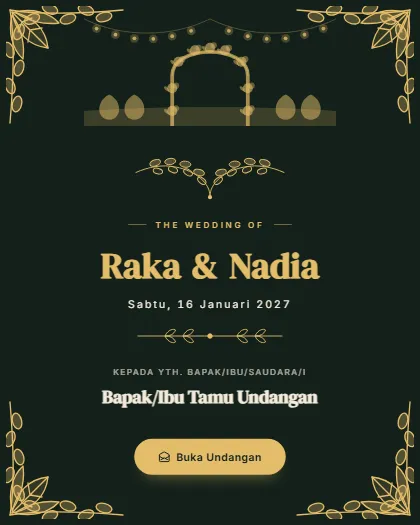 THE WEDDING OF
Raka & Nadia
Sabtu, 16 Januari 2027
KEPADA YTH. BAPAK/IBU/SAUDARA/I
Bapak/Ibu Tamu Undangan
Buka Undangan